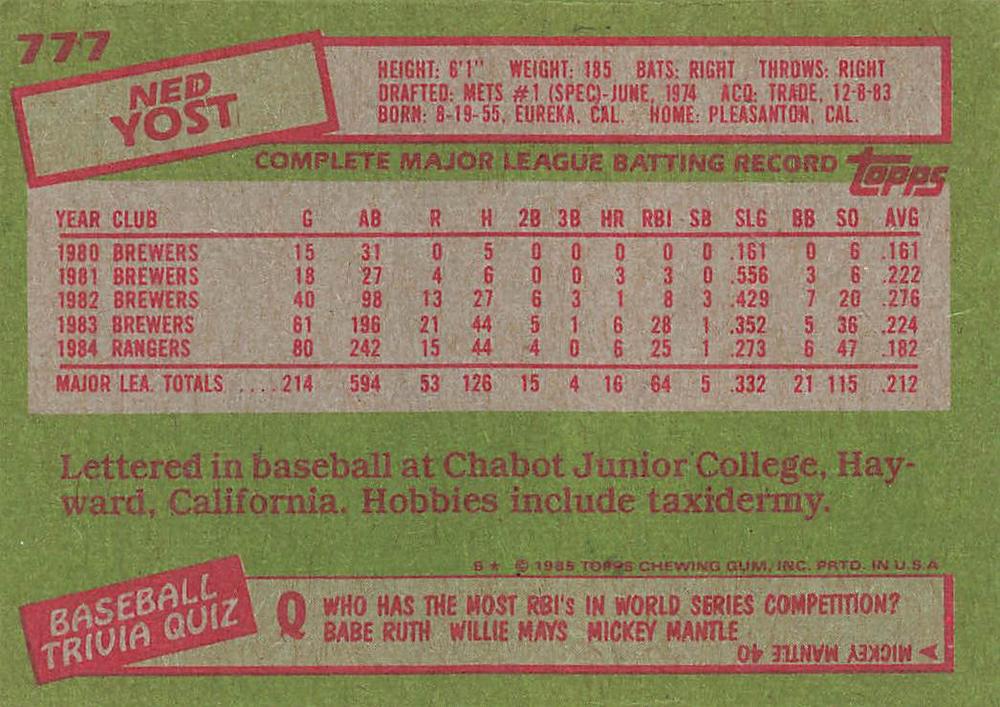 777
NED
YOST
HEIGHT: 6'1" WEIGHT: 185 BATS: RIGHT THROWS: RIGHT
DRAFTED: METS #1 (SPEC)-JUNE, 1974 ACQ: TRADE, 12-8-83
BORN: 8-19-55, EUREKA, CAL. HOME: PLEASANTON, CAL.
COMPLETE MAJOR LEAGUE BATTING RECORD topps
YEAR CLUB G AB R H 2B 3B HR RBI SB SLG BB SO AVG
1980 BREWERS 15 31 0 5 0 0 0 0 0 .161 0 6 .161
1981 BREWERS 18 27 4 6 0 0 3 3 0 .556 3 6 .222
1982 BREWERS 40 98 13 27 6 3 1 8 3 .429 7 20 .276
1983 BREWERS 61 196 21 44 5 1 6 28 1 .352 5 36 .224
1984 RANGERS 80 242 15 44 4 0 6 25 1 .273 6 47 .182
MAJOR LEA. TOTALS ....214 594 53 126 15 4 16 64 5 .332 21 115 .212
Lettered in baseball at Chabot Junior College, Hay-
ward, California. Hobbies include taxidermy.
B* © 1985 TOPPS CHEWING GUM, INC. PRTD. IN U.S.A
BASEBALL
TRIVIA QUIZ
Q WHO HAS THE MOST RBI's IN WORLD SERIES COMPETITION?
BABE RUTH WILLIE MAYS MICKEY MANTLE
MICKEY MANTLE 40